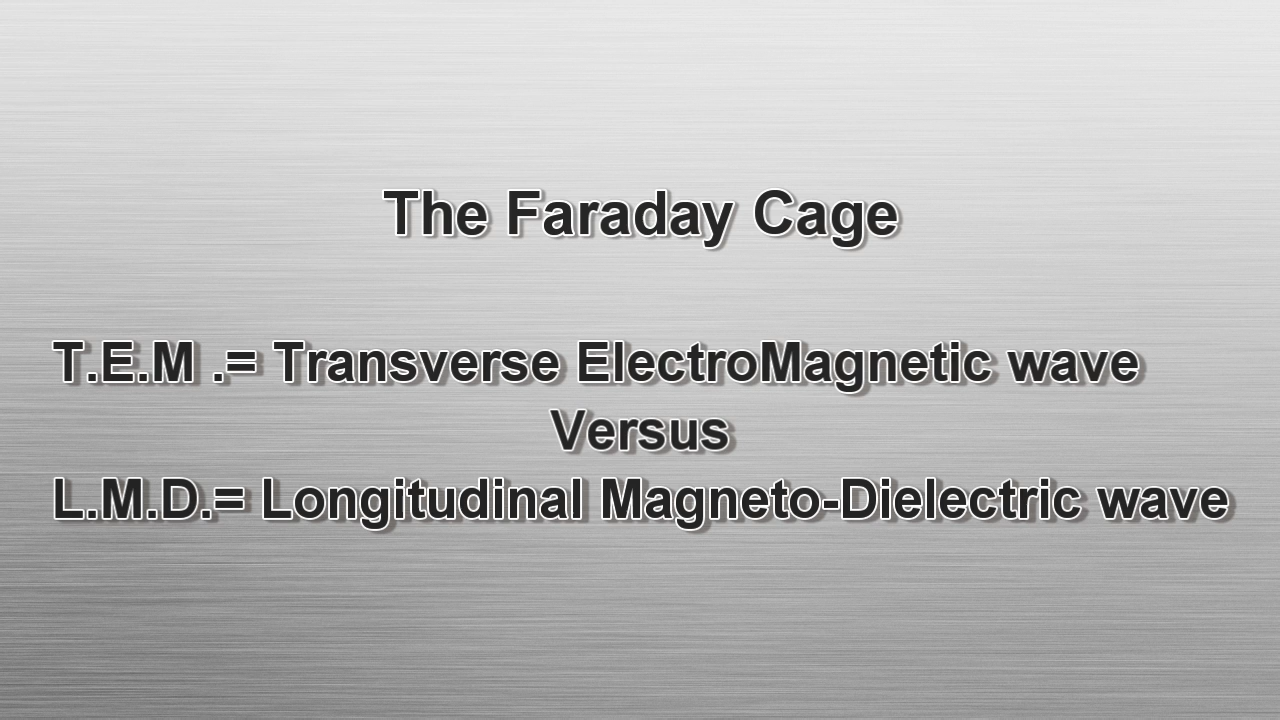 The Faraday Cage
T.E.M .= Transverse ElectroMagnetic wave
Versus
L.M.D.= Longitudinal Magneto-Dielectric wave